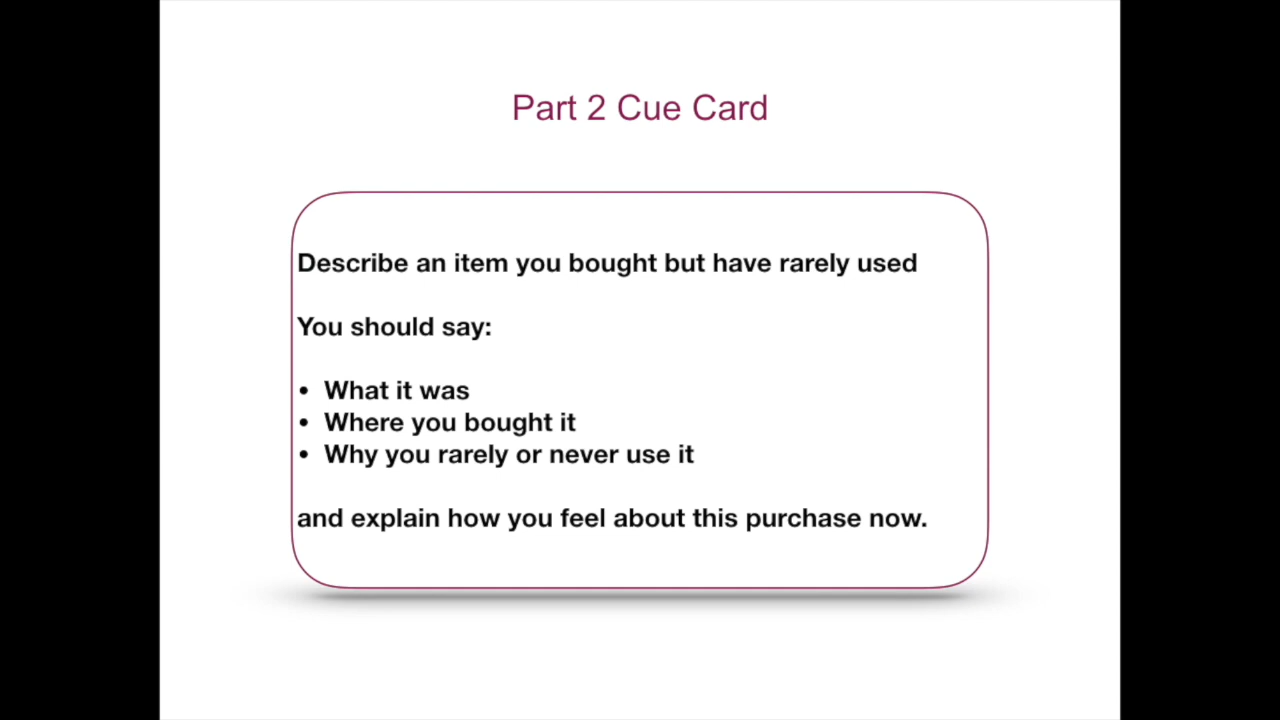 Part 2 Cue Card
Describe an item you bought but have rarely used
You should say:
• What it was
• Where you bought it
• Why you rarely or never use it
and explain how you feel about this purchase now.